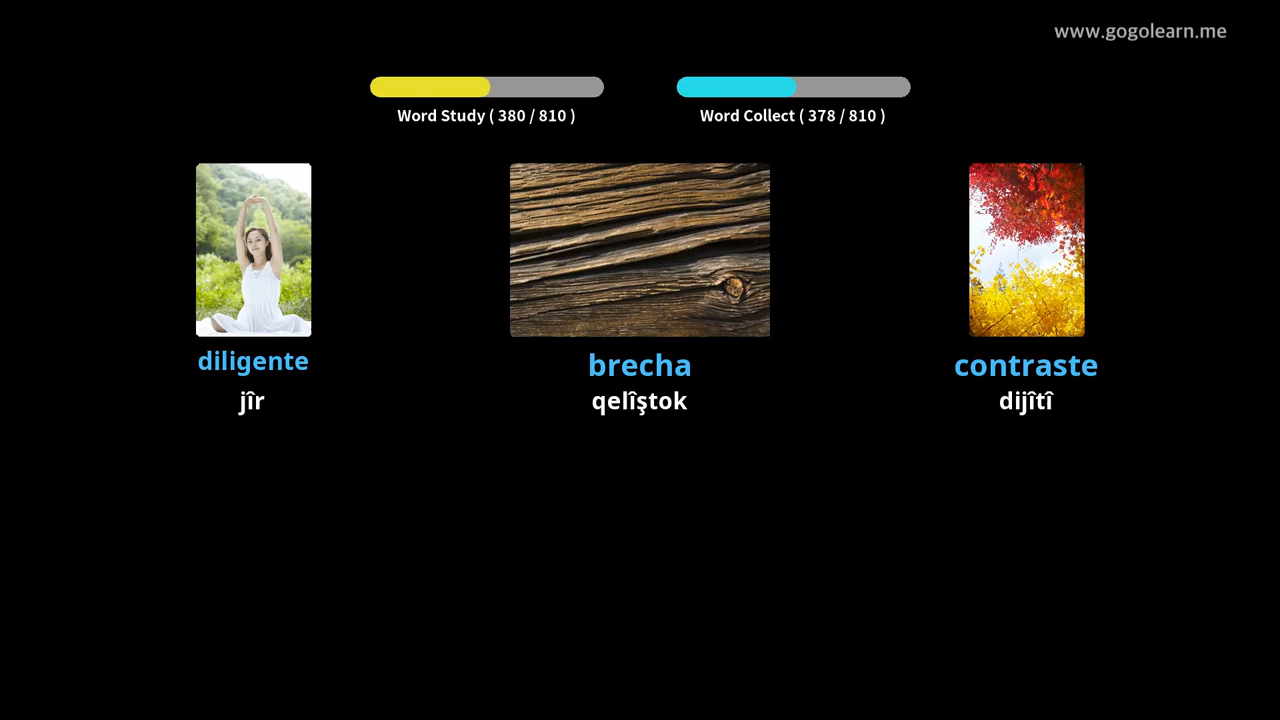 www.gogolearn.me
Word Study ( 380 / 810 )
Word Collect ( 378 / 810 )
diligente
jîr
brecha
qelîştok
contraste
dijîtî